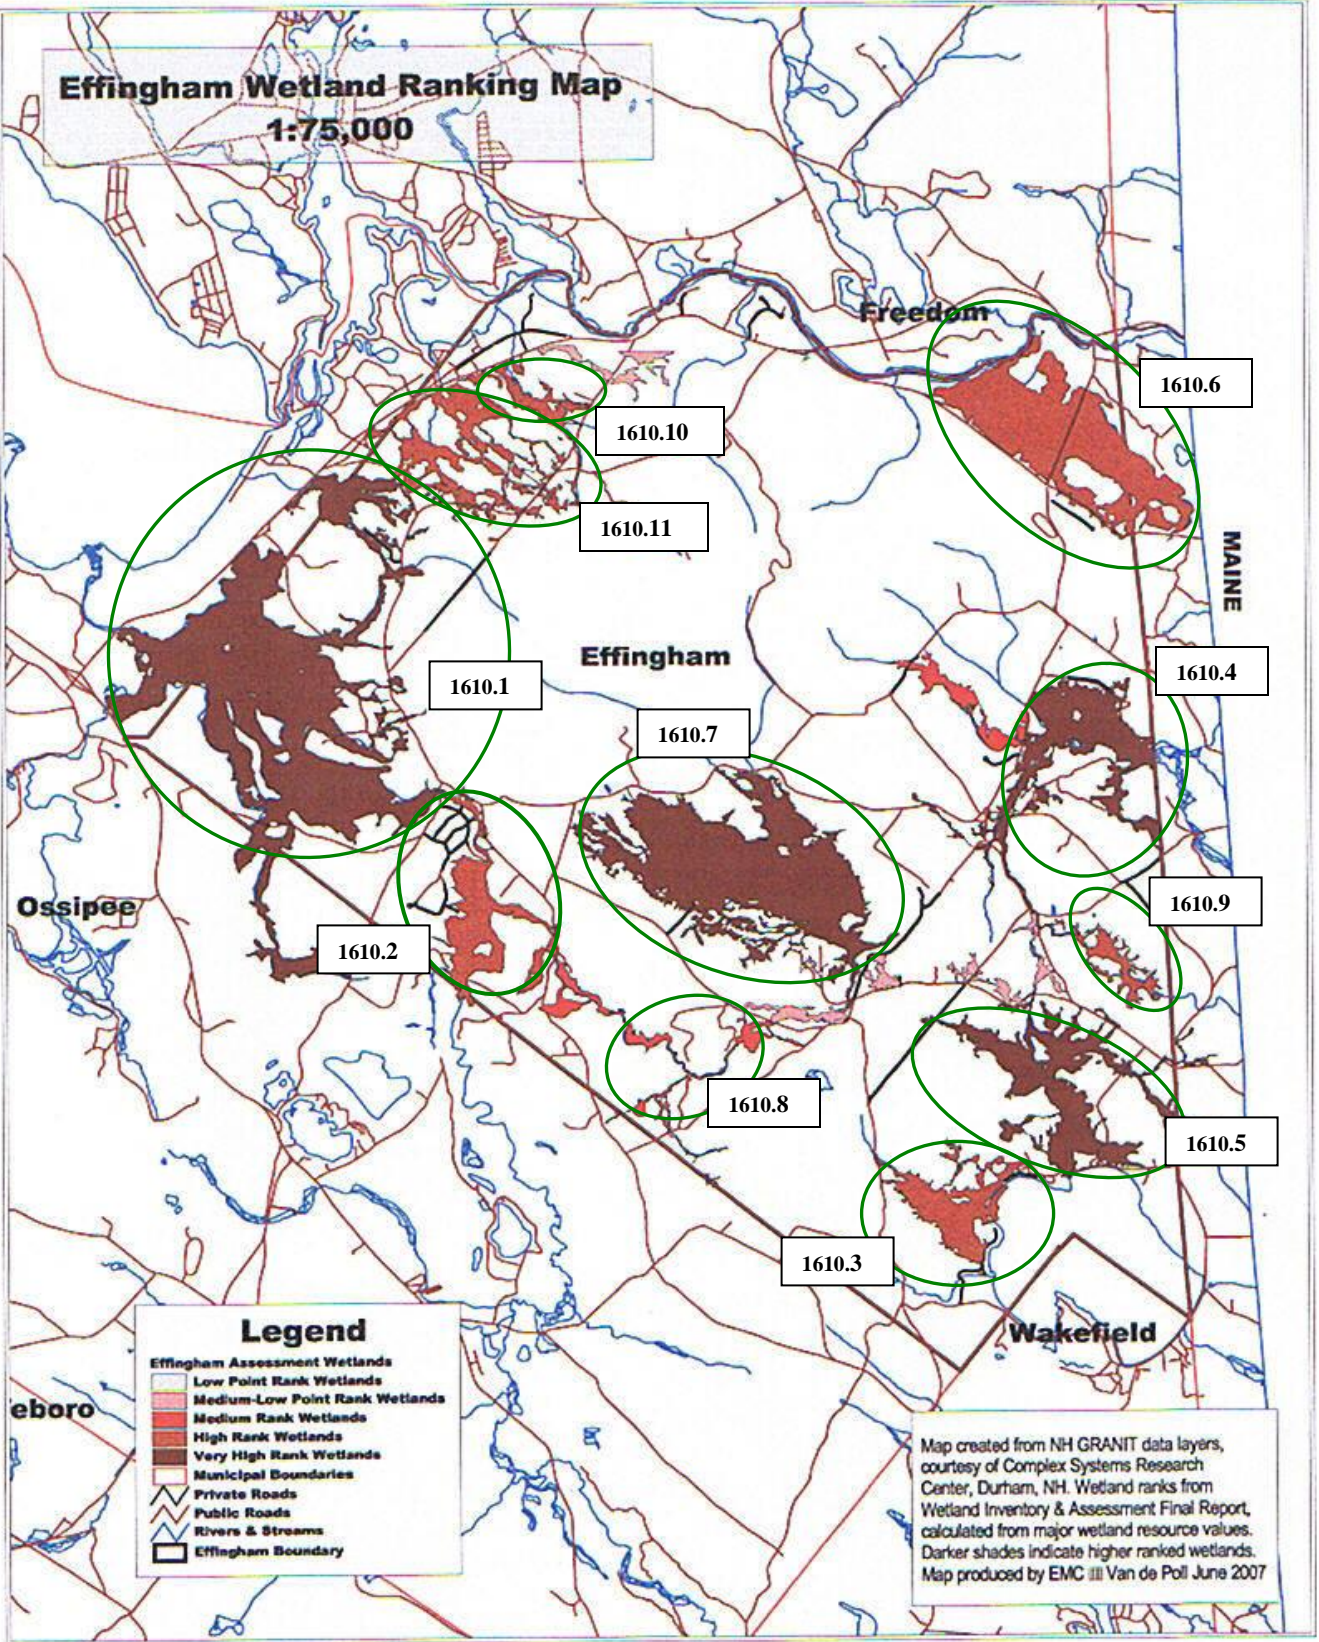 Effingham Wetland Ranking Map
1:75,000
Freedom
1610.6
1610.10
1610.11
MAINE
Effingham
1610.4
1610.1
1610.7
1610.9
Ossipee
1610.2
1610.8
1610.5
1610.3
Wakefield
Legend
Effingham Assessment Wetlands
Low Point Rank Wetlands
Medium-Low Point Rank Wetlands
Medium Rank Wetlands
High Rank Wetlands
Very High Rank Wetlands
Municipal Boundaries
Private Roads
Public Roads
Rivers & Streams
Effingham Boundary
eboro
Map created from NH GRANIT data layers,
courtesy of Complex Systems Research
Center, Durham, NH. Wetland ranks from
Wetland Inventory & Assessment Final Report,
calculated from major wetland resource values.
Darker shades indicate higher ranked wetlands.
Map produced by EMC Van de Poll June 2007